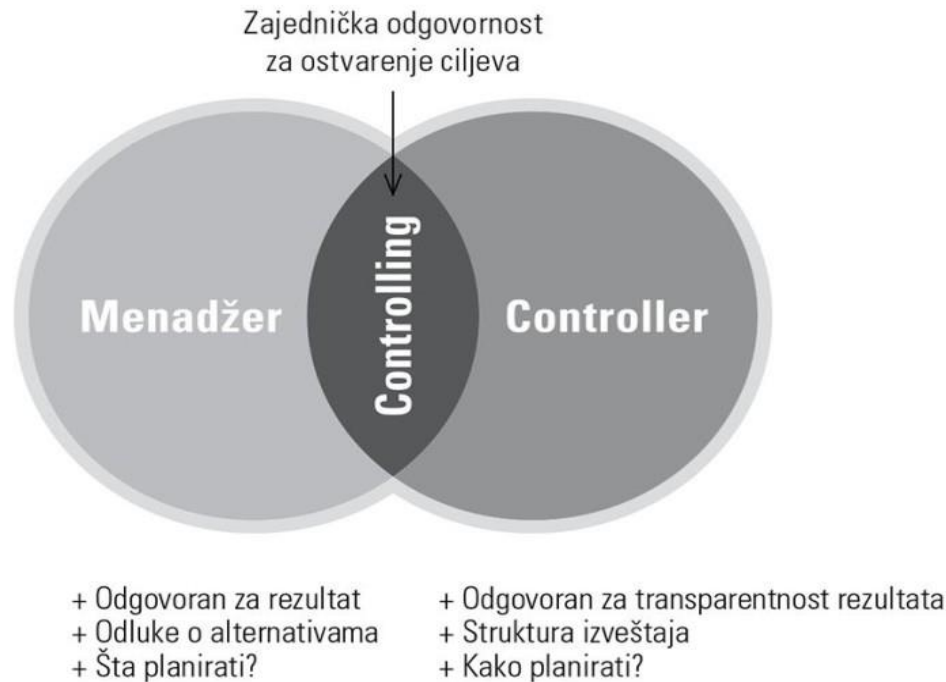 Zajednička odgovornost
za ostvarenje ciljeva
Menadžer
Controlling
Controller
+ Odgovoran za rezultat
+ Odluke o alternativama
+ Šta planirati?
+ Odgovoran za transparentnost rezultata
+ Struktura izveštaja
+ Kako planirati?